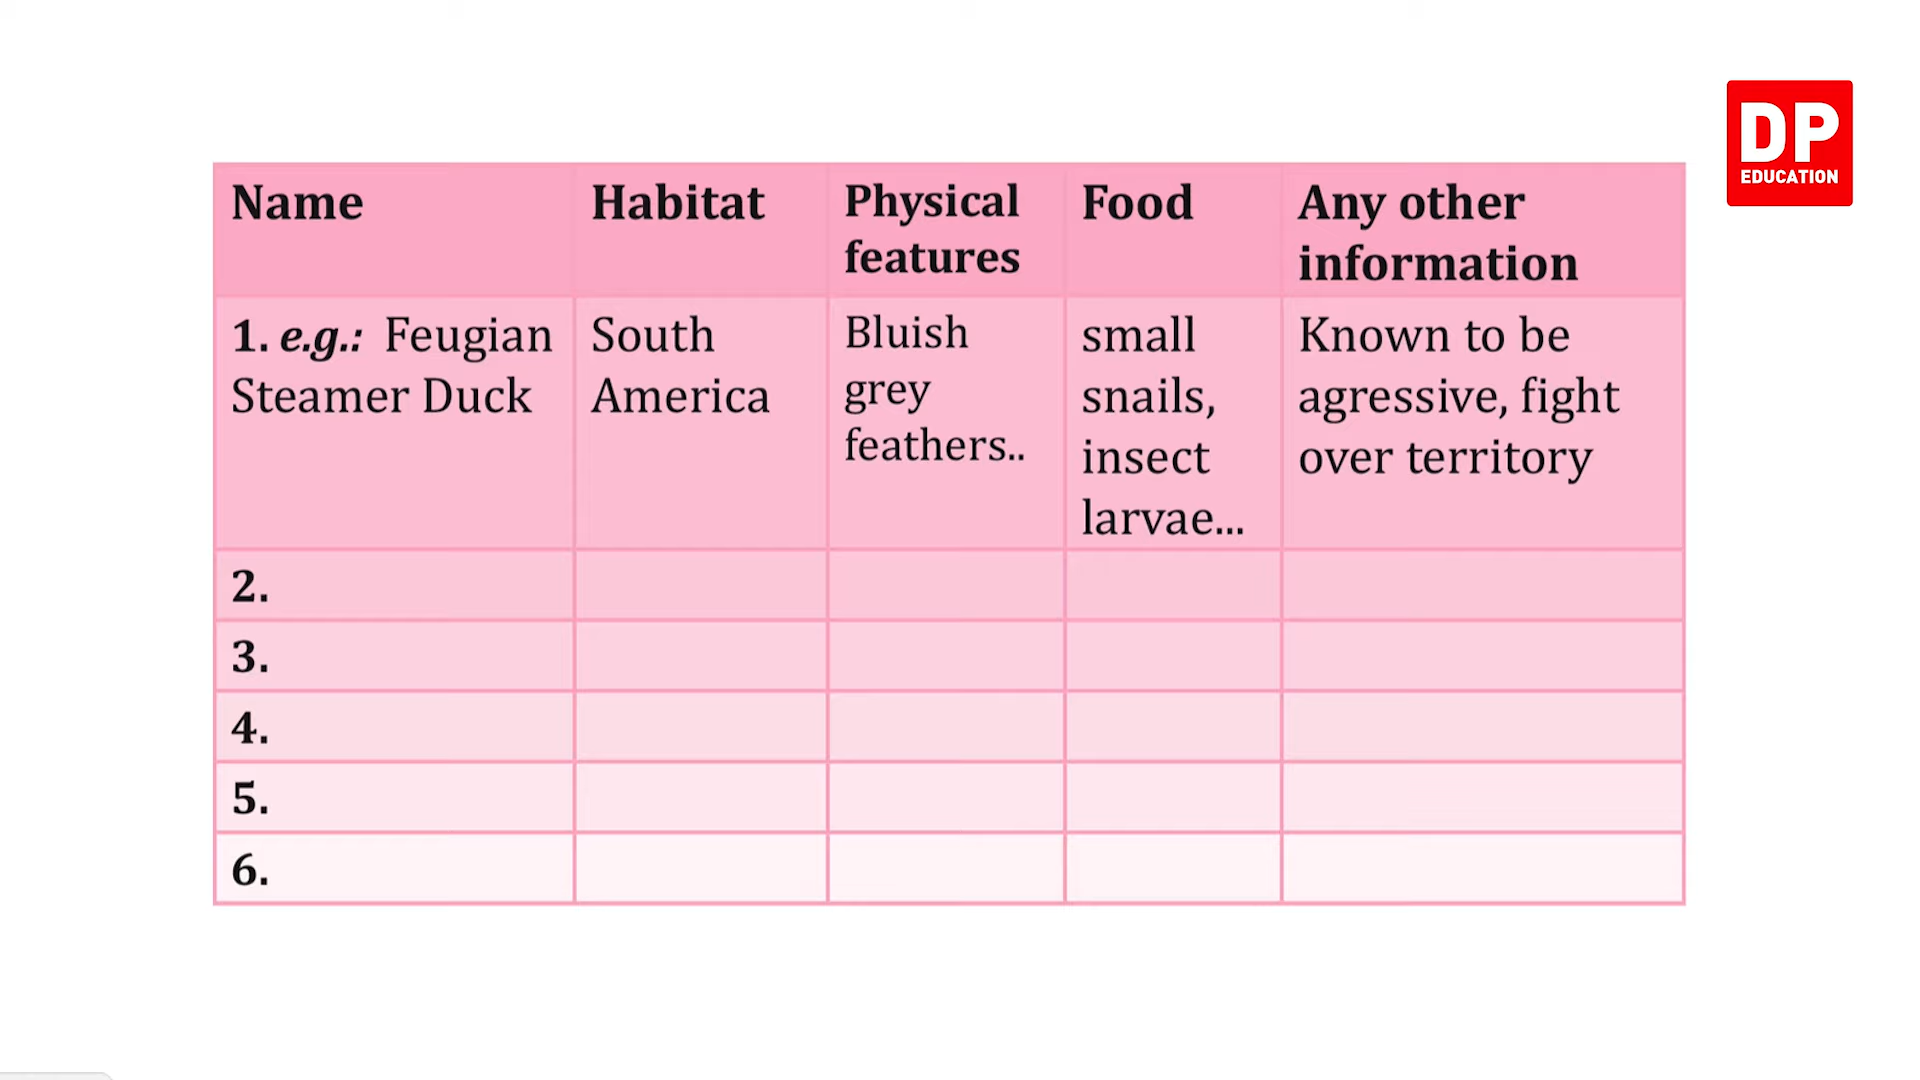 DP
EDUCATION
Name
Habitat
Physical
features
Food
Any other
information
1. e.g.: Feugian
Steamer Duck
South
America
Bluish
grey
feathers..
small
snails,
insect
larvae...
Known to be
agressive, fight
over territory
2.
3.
4.
5.
6.